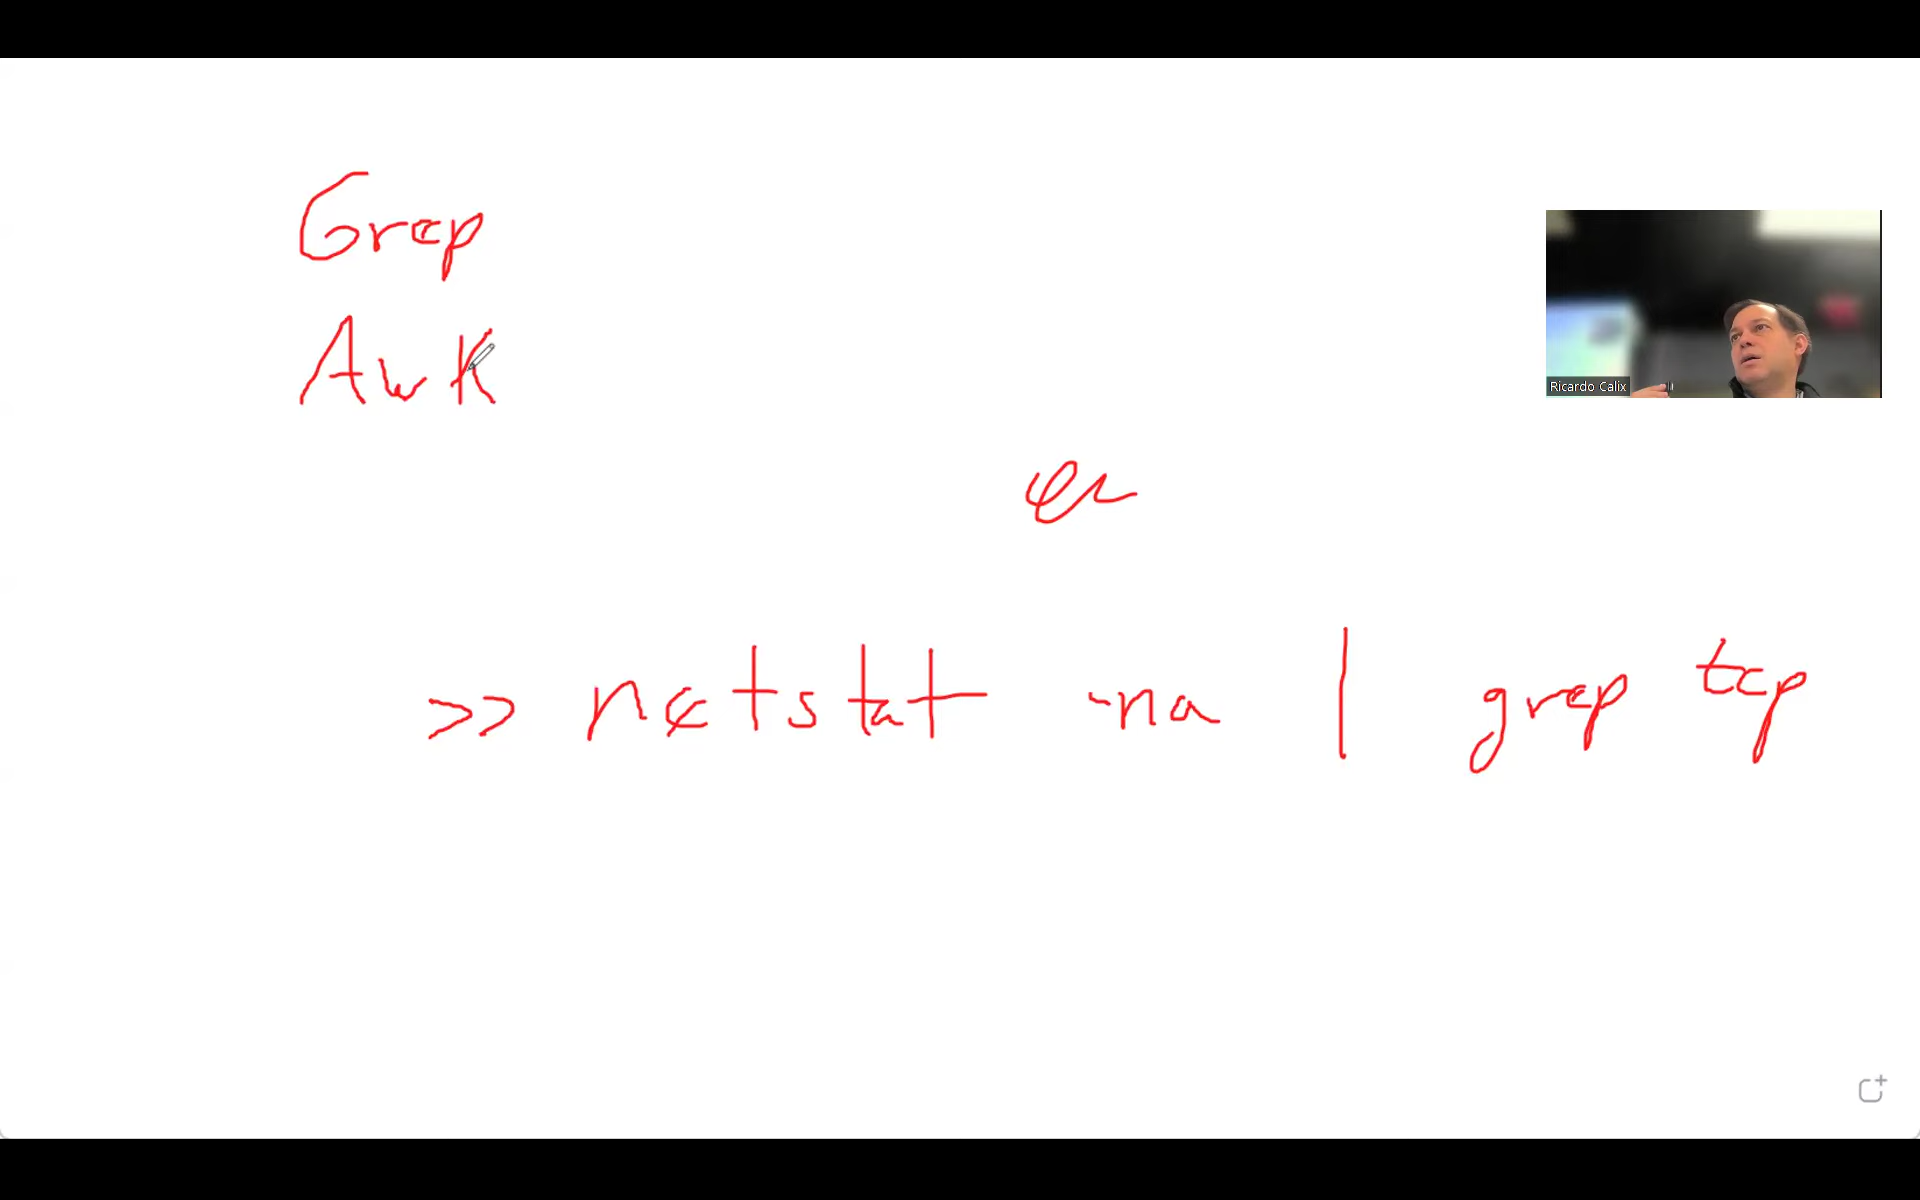 Grep
Awk
Ricardo Calix
>> netstat -na | grep tcp